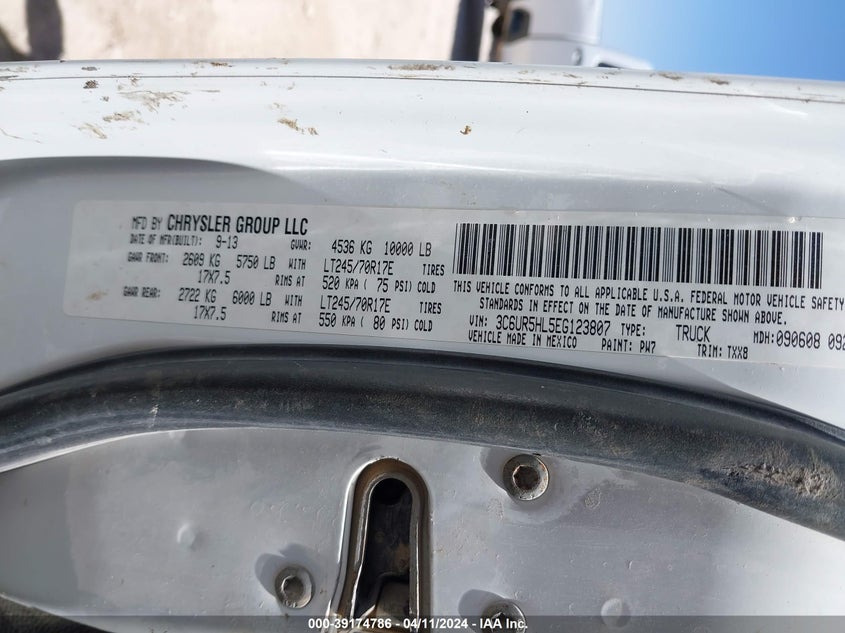 MFD BY CHRYSLER GROUP LLC
DATE OF MFR(BUILT): 9-13 GVWR: 4536 KG 10000 LB
GAWR FRONT: 2609 KG 5750 LB WITH LT245/70R17E TIRES
17X7.5 RIMS AT 520 KPA ( 75 PSI) COLD
GAWR REAR: 2722 KG 6000 LB WITH LT245/70R17E TIRES
17X7.5 RIMS AT 550 KPA ( 80 PSI) COLD
THIS VEHICLE CONFORMS TO ALL APPLICABLE U.S.A. FEDERAL MOTOR VEHICLE SAFETY
STANDARDS IN EFFECT ON THE DATE OF MANUFACTURE SHOWN ABOVE.
VIN: 3C6UR5HL5EG123807 TYPE: TRUCK MDH: 090608 092
VEHICLE MADE IN MEXICO PAINT: PW7 TRIM: TXX8
000-39174786 - 04/11/2024 - IAA Inc.